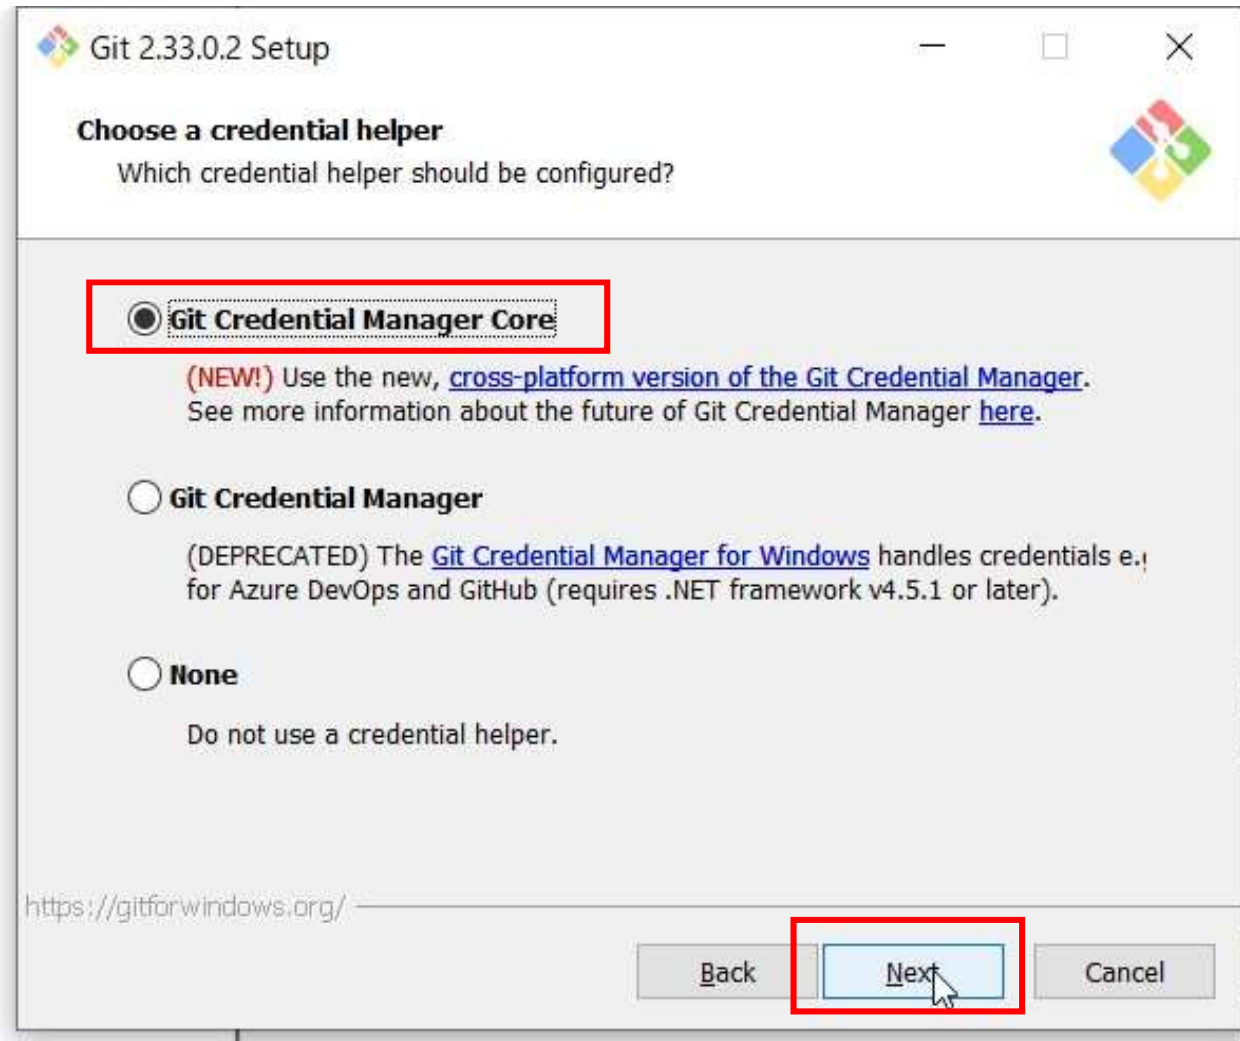 Git 2.33.0.2 Setup
Choose a credential helper
Which credential helper should be configured?
Git Credential Manager Core
(NEW!) Use the new, cross-platform version of the Git Credential Manager.
See more information about the future of Git Credential Manager here.
Git Credential Manager
(DEPRECATED) The Git Credential Manager for Windows handles credentials e.g
for Azure DevOps and GitHub (requires .NET framework v4.5.1 or later).
None
Do not use a credential helper.
https://gitforwindows.org/
Back Next Cancel